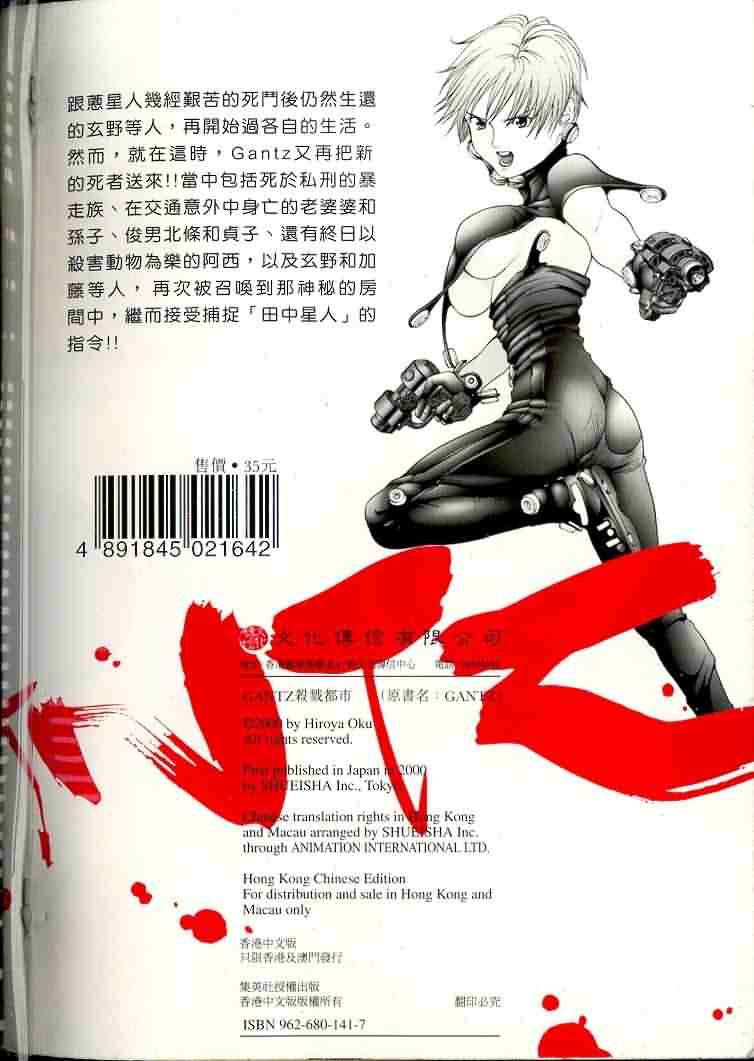 跟蔥星人幾經艱苦的死鬥後仍然生還
的玄野等人，再開始過各自的生活。
然而，就在這時，Gantz又再把新
的死者送來!!當中包括死於私刑的暴
走族、在交通意外中身亡的老婆婆和
孫子、俊男北條和貞子、還有終日以
殺害動物為樂的阿西，以及玄野和加
藤等人，再次被召喚到那神秘的房
間中，繼而接受捕捉「田中星人」的
指令!!
售價•35元
4 891845 021642
文化傳信有限公司
GANTZ殺戮都市 （原書名：GANTZ）
©2000 by Hiroya Oku
All rights reserved.
First published in Japan in 2000
by SHUEISHA Inc., Tokyo.
Chinese translation rights in Hong Kong
and Macau arranged by SHUEISHA Inc.
through ANIMATION INTERNATIONAL LTD.
Hong Kong Chinese Edition
For distribution and sale in Hong Kong and
Macau only
香港中文版
只限香港及澳門發行
集英社授權出版
香港中文版版權所有 翻印必究
ISBN 962-680-141-7